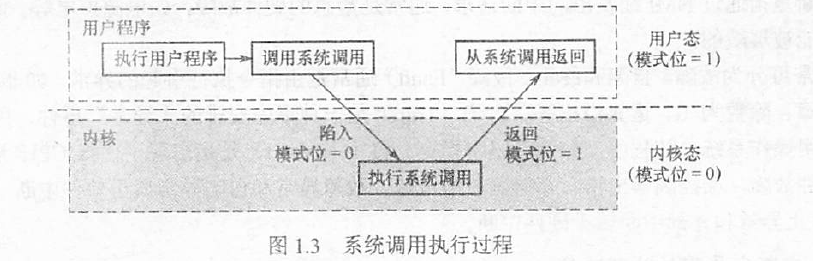 用户程序
执行用户程序
调用系统调用
从系统调用返回
用户态
(模式位=1)
内核
陷入
模式位=0
返回
模式位=1
执行系统调用
内核态
(模式位=0)
图 1.3 系统调用执行过程